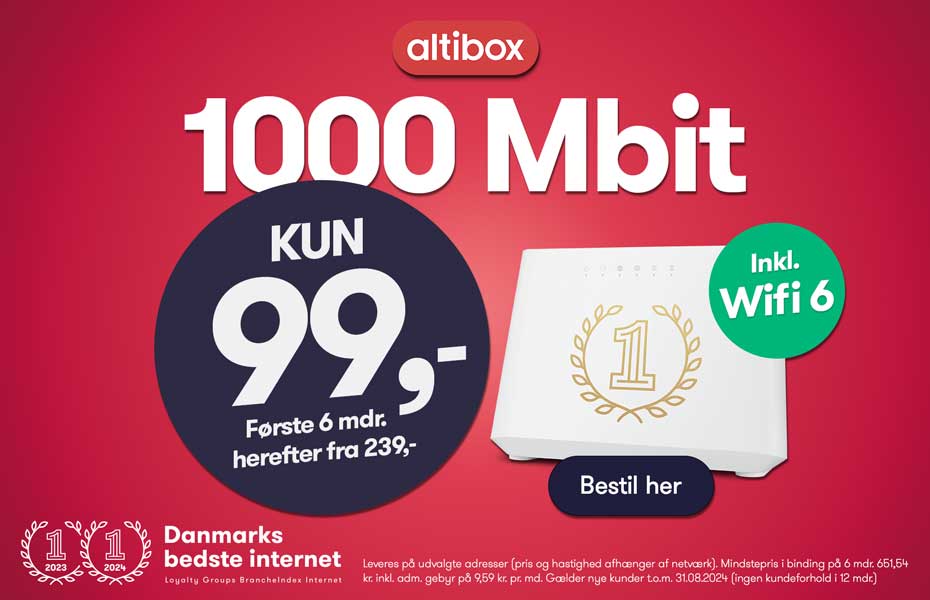 altibox
1000 Mbit
KUN
99,-
Første 6 mdr.
herefter fra 239,-
Inkl.
Wifi 6
1
Bestil her
1
2023
1
2024
Danmarks
bedste internet
Loyalty Groups BrancheIndex Internet
Leveres på udvalgte adresser (pris og hastighed afhænger af netværk). Mindstepris i binding på 6 mdr. 651,54
kr. inkl. adm. gebyr på 9,59 kr. pr. md. Gælder nye kunder t.o.m. 31.08.2024 (ingen kundeforhold i 12 mdr.)